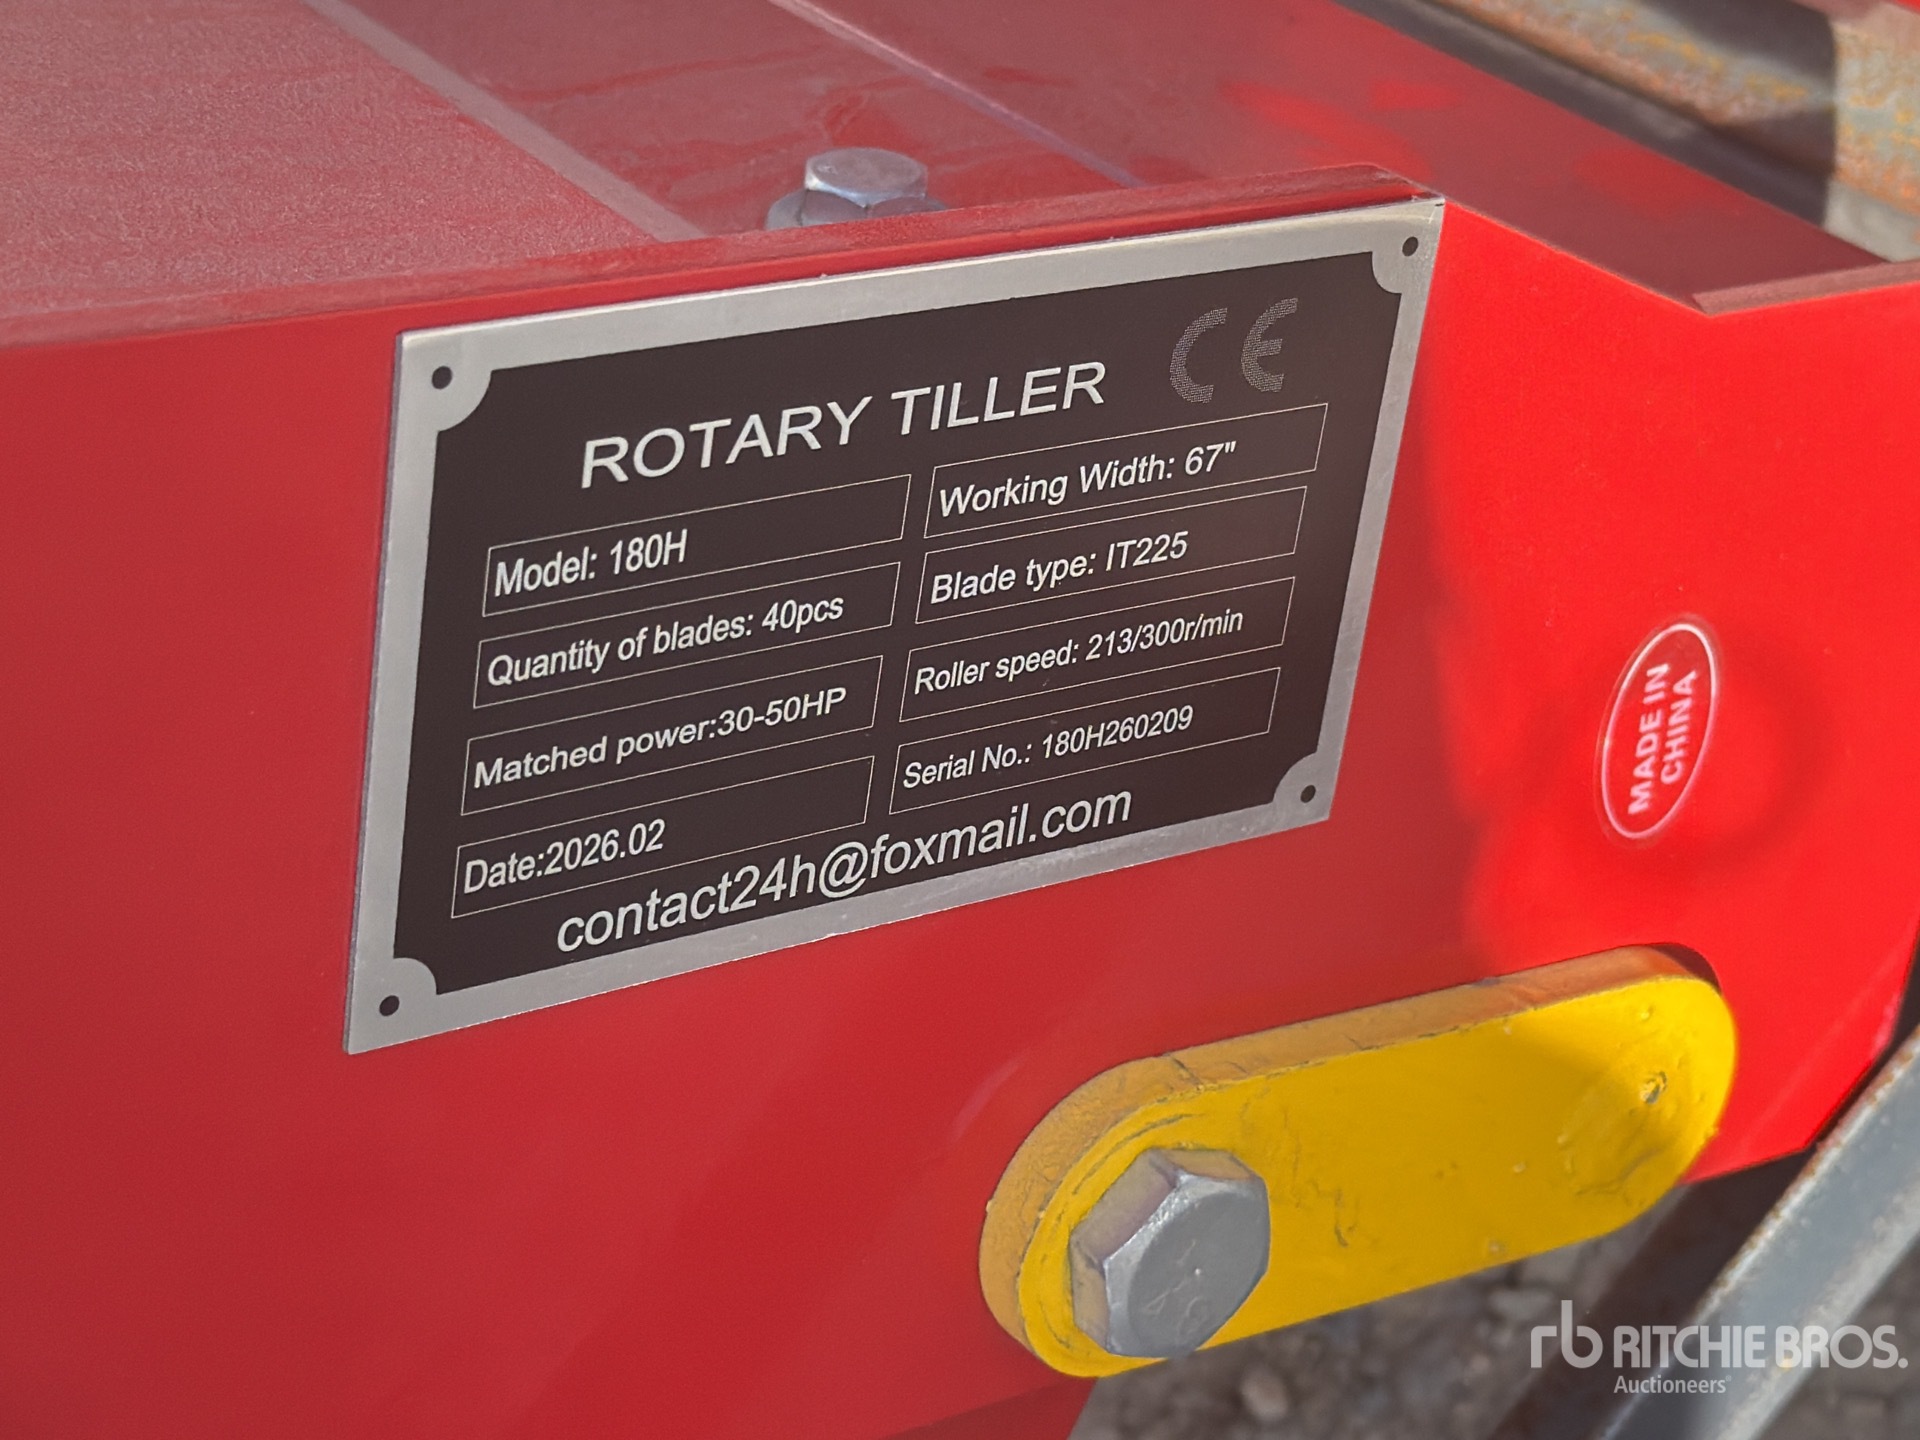 CE
ROTARY TILLER
Model: 180H
Working Width: 67"
Quantity of blades: 40pcs
Blade type: IT225
Matched power:30-50HP
Roller speed: 213/300r/min
Date:2026.02
Serial No.: 180H260209
contact24h@foxmail.com
MADE IN
CHINA
rb RITCHIE BROS.
Auctioneers